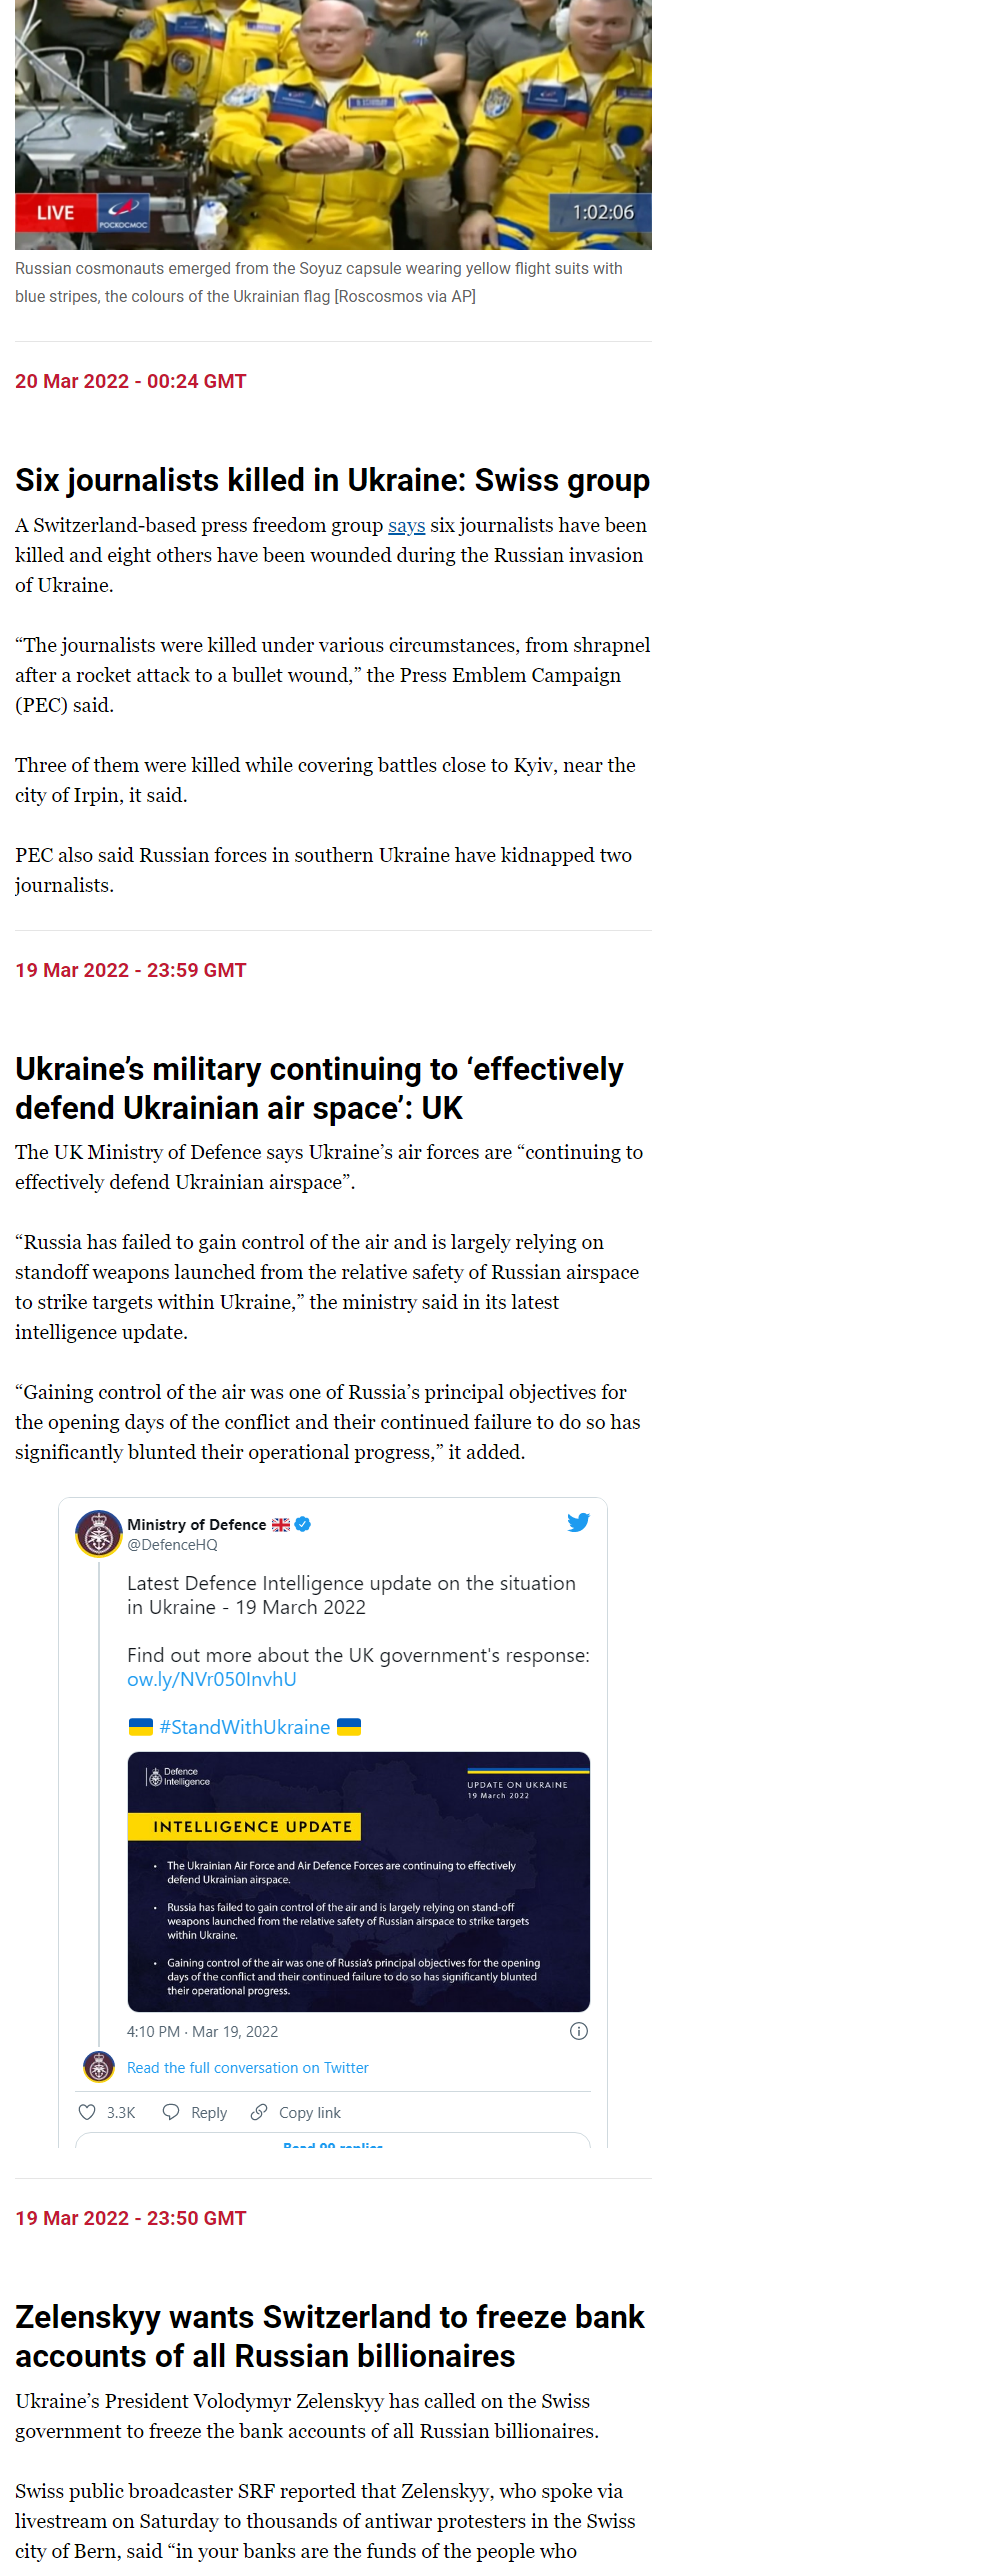 LIVE
РОСКОСМОС
1:02:06
Russian cosmonauts emerged from the Soyuz capsule wearing yellow flight suits with
blue stripes, the colours of the Ukrainian flag [Roscosmos via AP]
20 Mar 2022 - 00:24 GMT
Six journalists killed in Ukraine: Swiss group
A Switzerland-based press freedom group says six journalists have been
killed and eight others have been wounded during the Russian invasion
of Ukraine.
“The journalists were killed under various circumstances, from shrapnel
after a rocket attack to a bullet wound,” the Press Emblem Campaign
(PEC) said.
Three of them were killed while covering battles close to Kyiv, near the
city of Irpin, it said.
PEC also said Russian forces in southern Ukraine have kidnapped two
journalists.
19 Mar 2022 - 23:59 GMT
Ukraine’s military continuing to ‘effectively
defend Ukrainian air space’: UK
The UK Ministry of Defence says Ukraine’s air forces are “continuing to
effectively defend Ukrainian airspace”.
“Russia has failed to gain control of the air and is largely relying on
standoff weapons launched from the relative safety of Russian airspace
to strike targets within Ukraine,” the ministry said in its latest
intelligence update.
“Gaining control of the air was one of Russia’s principal objectives for
the opening days of the conflict and their continued failure to do so has
significantly blunted their operational progress,” it added.
Ministry of Defence
@DefenceHQ
Latest Defence Intelligence update on the situation
in Ukraine - 19 March 2022
Find out more about the UK government's response:
ow.ly/NVr050InvhU
#StandWithUkraine
Defence
Intelligence
UPDATE ON UKRAINE
19 March 2022
INTELLIGENCE UPDATE
• The Ukrainian Air Force and Air Defence Forces are continuing to effectively
defend Ukrainian airspace.
• Russia has failed to gain control of the air and is largely relying on stand-off
weapons launched from the relative safety of Russian airspace to strike targets
within Ukraine.
• Gaining control of the air was one of Russia's principal objectives for the opening
days of the conflict and their continued failure to do so has significantly blunted
their operational progress.
4:10 PM · Mar 19, 2022
Read the full conversation on Twitter
3.3K Reply Copy link
Read 99 replies
19 Mar 2022 - 23:50 GMT
Zelenskyy wants Switzerland to freeze bank
accounts of all Russian billionaires
Ukraine’s President Volodymyr Zelenskyy has called on the Swiss
government to freeze the bank accounts of all Russian billionaires.
Swiss public broadcaster SRF reported that Zelenskyy, who spoke via
livestream on Saturday to thousands of antiwar protesters in the Swiss
city of Bern, said “in your banks are the funds of the people who